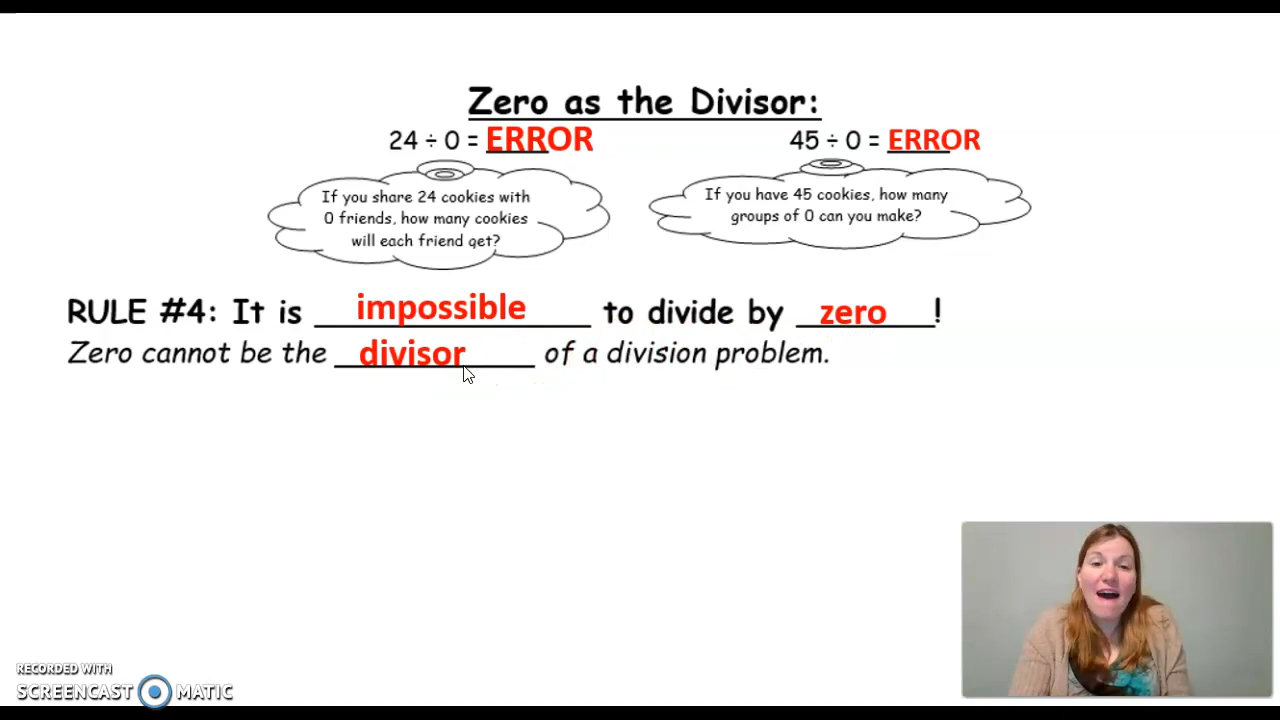 Zero as the Divisor:
24 ÷ 0 = ERROR
45 ÷ 0 = ERROR
If you share 24 cookies with
0 friends, how many cookies
will each friend get?
If you have 45 cookies, how many
groups of 0 can you make?
RULE #4: It is impossible to divide by zero!
Zero cannot be the divisor of a division problem.
RECORDED WITH
SCREENCAST MATIC